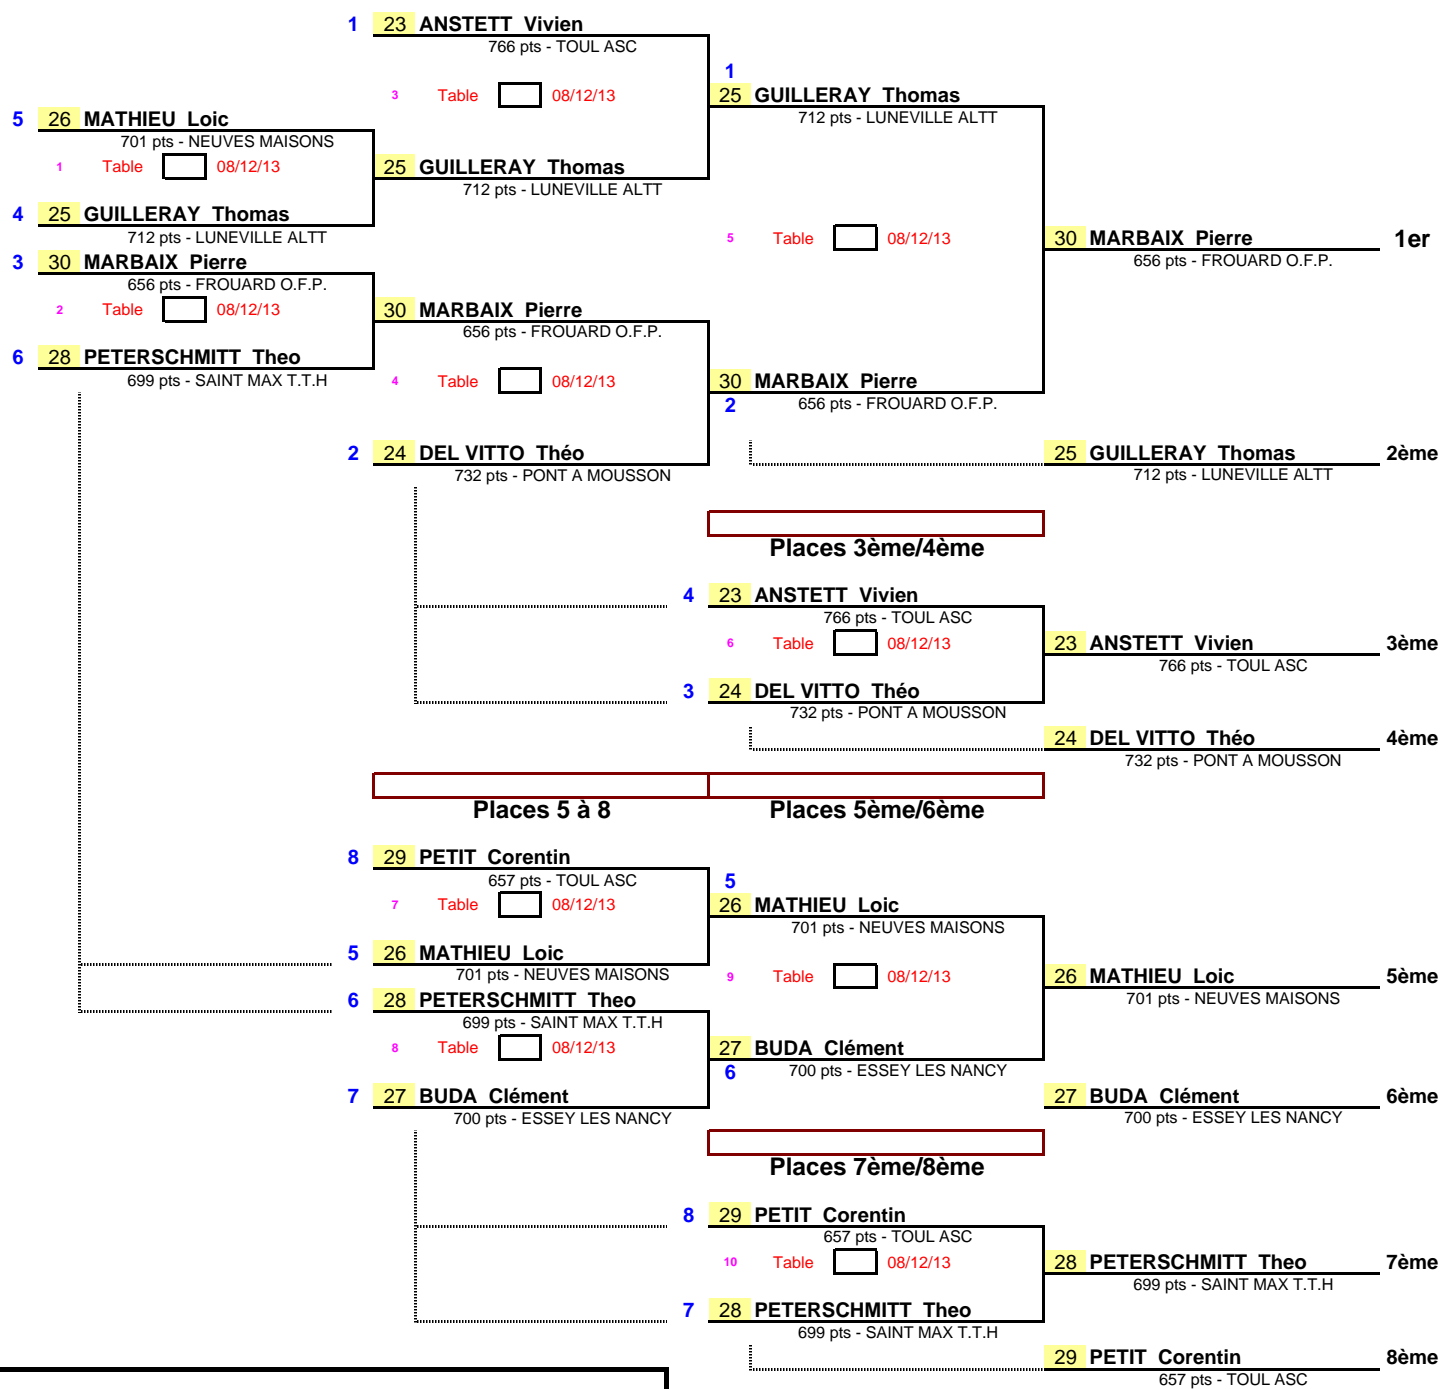 1 23 ANSTETT Vivien
766 pts - TOUL ASC
1
3 Table 08/12/13
25 GUILLERAY Thomas
712 pts - LUNEVILLE ALTT
5 26 MATHIEU Loic
701 pts - NEUVES MAISONS
1 Table 08/12/13
25 GUILLERAY Thomas
712 pts - LUNEVILLE ALTT
4 25 GUILLERAY Thomas
712 pts - LUNEVILLE ALTT
5 Table 08/12/13
30 MARBAIX Pierre 1er
656 pts - FROUARD O.F.P.
3 30 MARBAIX Pierre
656 pts - FROUARD O.F.P.
2 Table 08/12/13
30 MARBAIX Pierre
656 pts - FROUARD O.F.P.
6 28 PETERSCHMITT Theo
699 pts - SAINT MAX T.T.H
4 Table 08/12/13
30 MARBAIX Pierre
2 656 pts - FROUARD O.F.P.
2 24 DEL VITTO Théo
732 pts - PONT A MOUSSON
25 GUILLERAY Thomas 2ème
712 pts - LUNEVILLE ALTT
Places 3ème/4ème
4 23 ANSTETT Vivien
766 pts - TOUL ASC
6 Table 08/12/13
23 ANSTETT Vivien 3ème
766 pts - TOUL ASC
3 24 DEL VITTO Théo
732 pts - PONT A MOUSSON
24 DEL VITTO Théo 4ème
732 pts - PONT A MOUSSON
Places 5 à 8 Places 5ème/6ème
8 29 PETIT Corentin
657 pts - TOUL ASC
5
7 Table 08/12/13
26 MATHIEU Loic
701 pts - NEUVES MAISONS
5 26 MATHIEU Loic
701 pts - NEUVES MAISONS
9 Table 08/12/13
26 MATHIEU Loic 5ème
701 pts - NEUVES MAISONS
6 28 PETERSCHMITT Theo
699 pts - SAINT MAX T.T.H
8 Table 08/12/13
27 BUDA Clément
6 700 pts - ESSEY LES NANCY
7 27 BUDA Clément
700 pts - ESSEY LES NANCY
27 BUDA Clément 6ème
700 pts - ESSEY LES NANCY
Places 7ème/8ème
8 29 PETIT Corentin
657 pts - TOUL ASC
10 Table 08/12/13
28 PETERSCHMITT Theo 7ème
699 pts - SAINT MAX T.T.H
7 28 PETERSCHMITT Theo
699 pts - SAINT MAX T.T.H
29 PETIT Corentin 8ème
657 pts - TOUL ASC